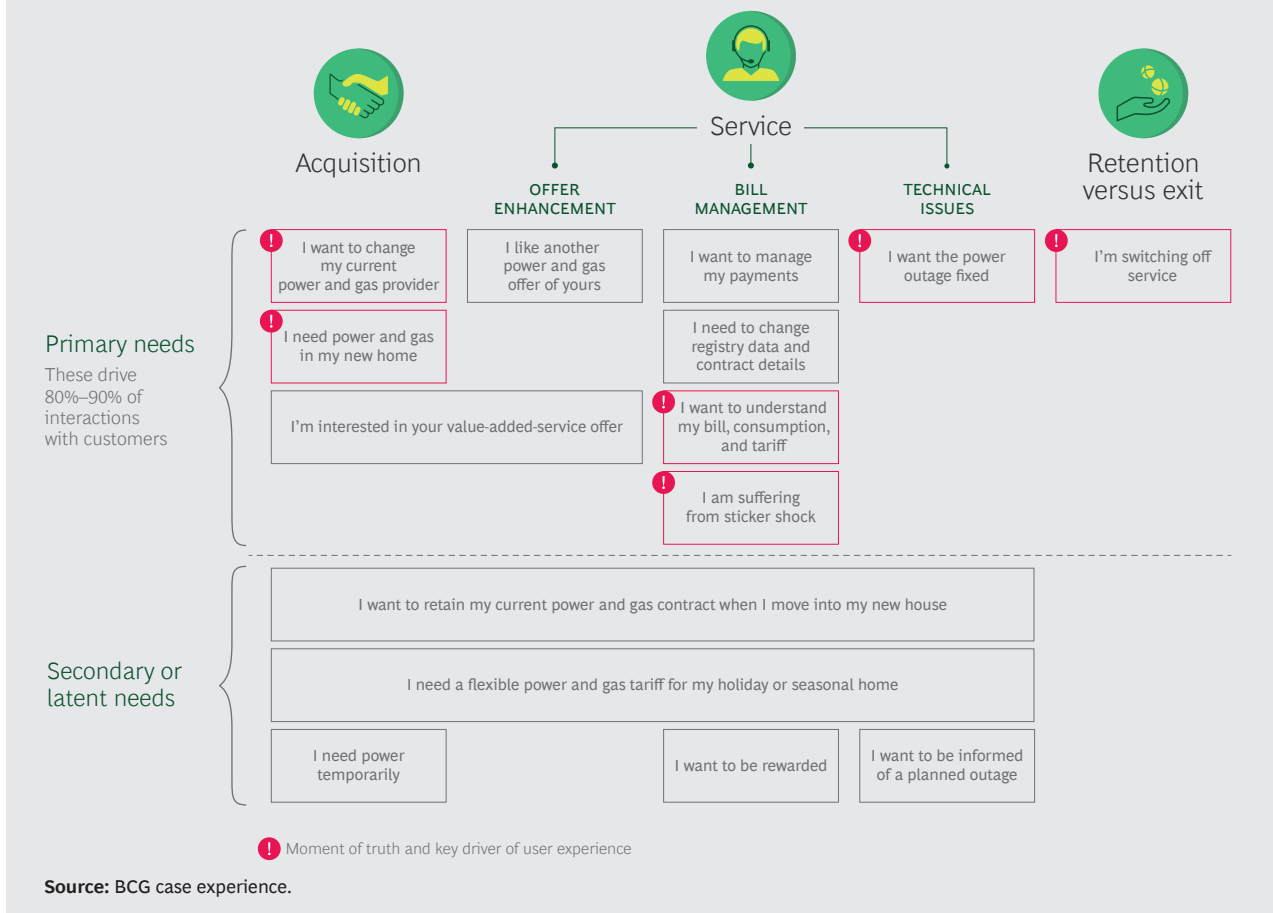 Acquisition
Service
Retention
versus exit
OFFER
ENHANCEMENT
BILL
MANAGEMENT
TECHNICAL
ISSUES
Primary needs
These drive
80%–90% of
interactions
with customers
!
I want to change
my current
power and gas provider
I like another
power and gas
offer of yours
I want to manage
my payments
!
I want the power
outage fixed
!
I'm switching off
service
!
I need power and gas
in my new home
I need to change
registry data and
contract details
I'm interested in your value-added-service offer
!
I want to understand
my bill, consumption,
and tariff
!
I am suffering
from sticker shock
Secondary or
latent needs
I want to retain my current power and gas contract when I move into my new house
I need a flexible power and gas tariff for my holiday or seasonal home
I need power
temporarily
I want to be rewarded
I want to be informed
of a planned outage
! Moment of truth and key driver of user experience
Source: BCG case experience.